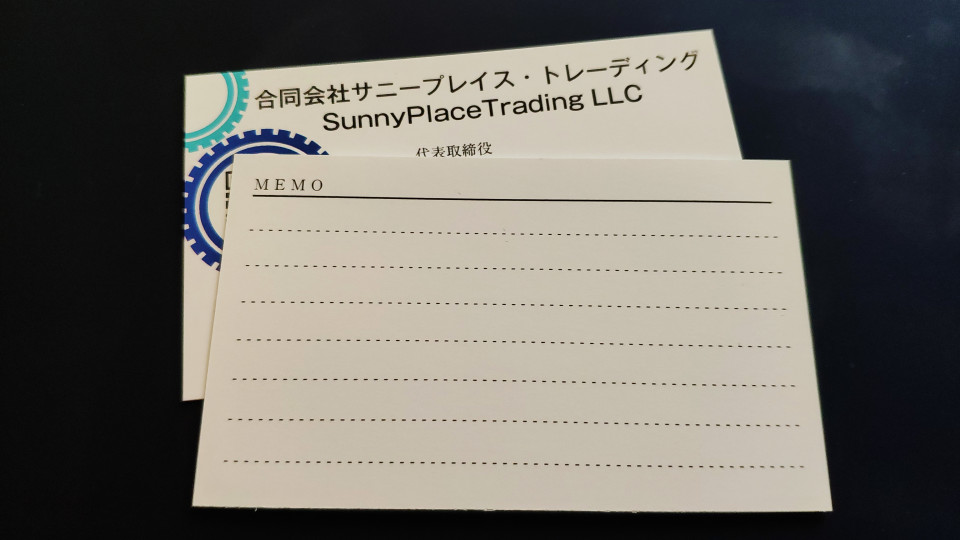 合同会社サニープレイス・トレーディング
SunnyPlaceTrading LLC
代表取締役
MEMO